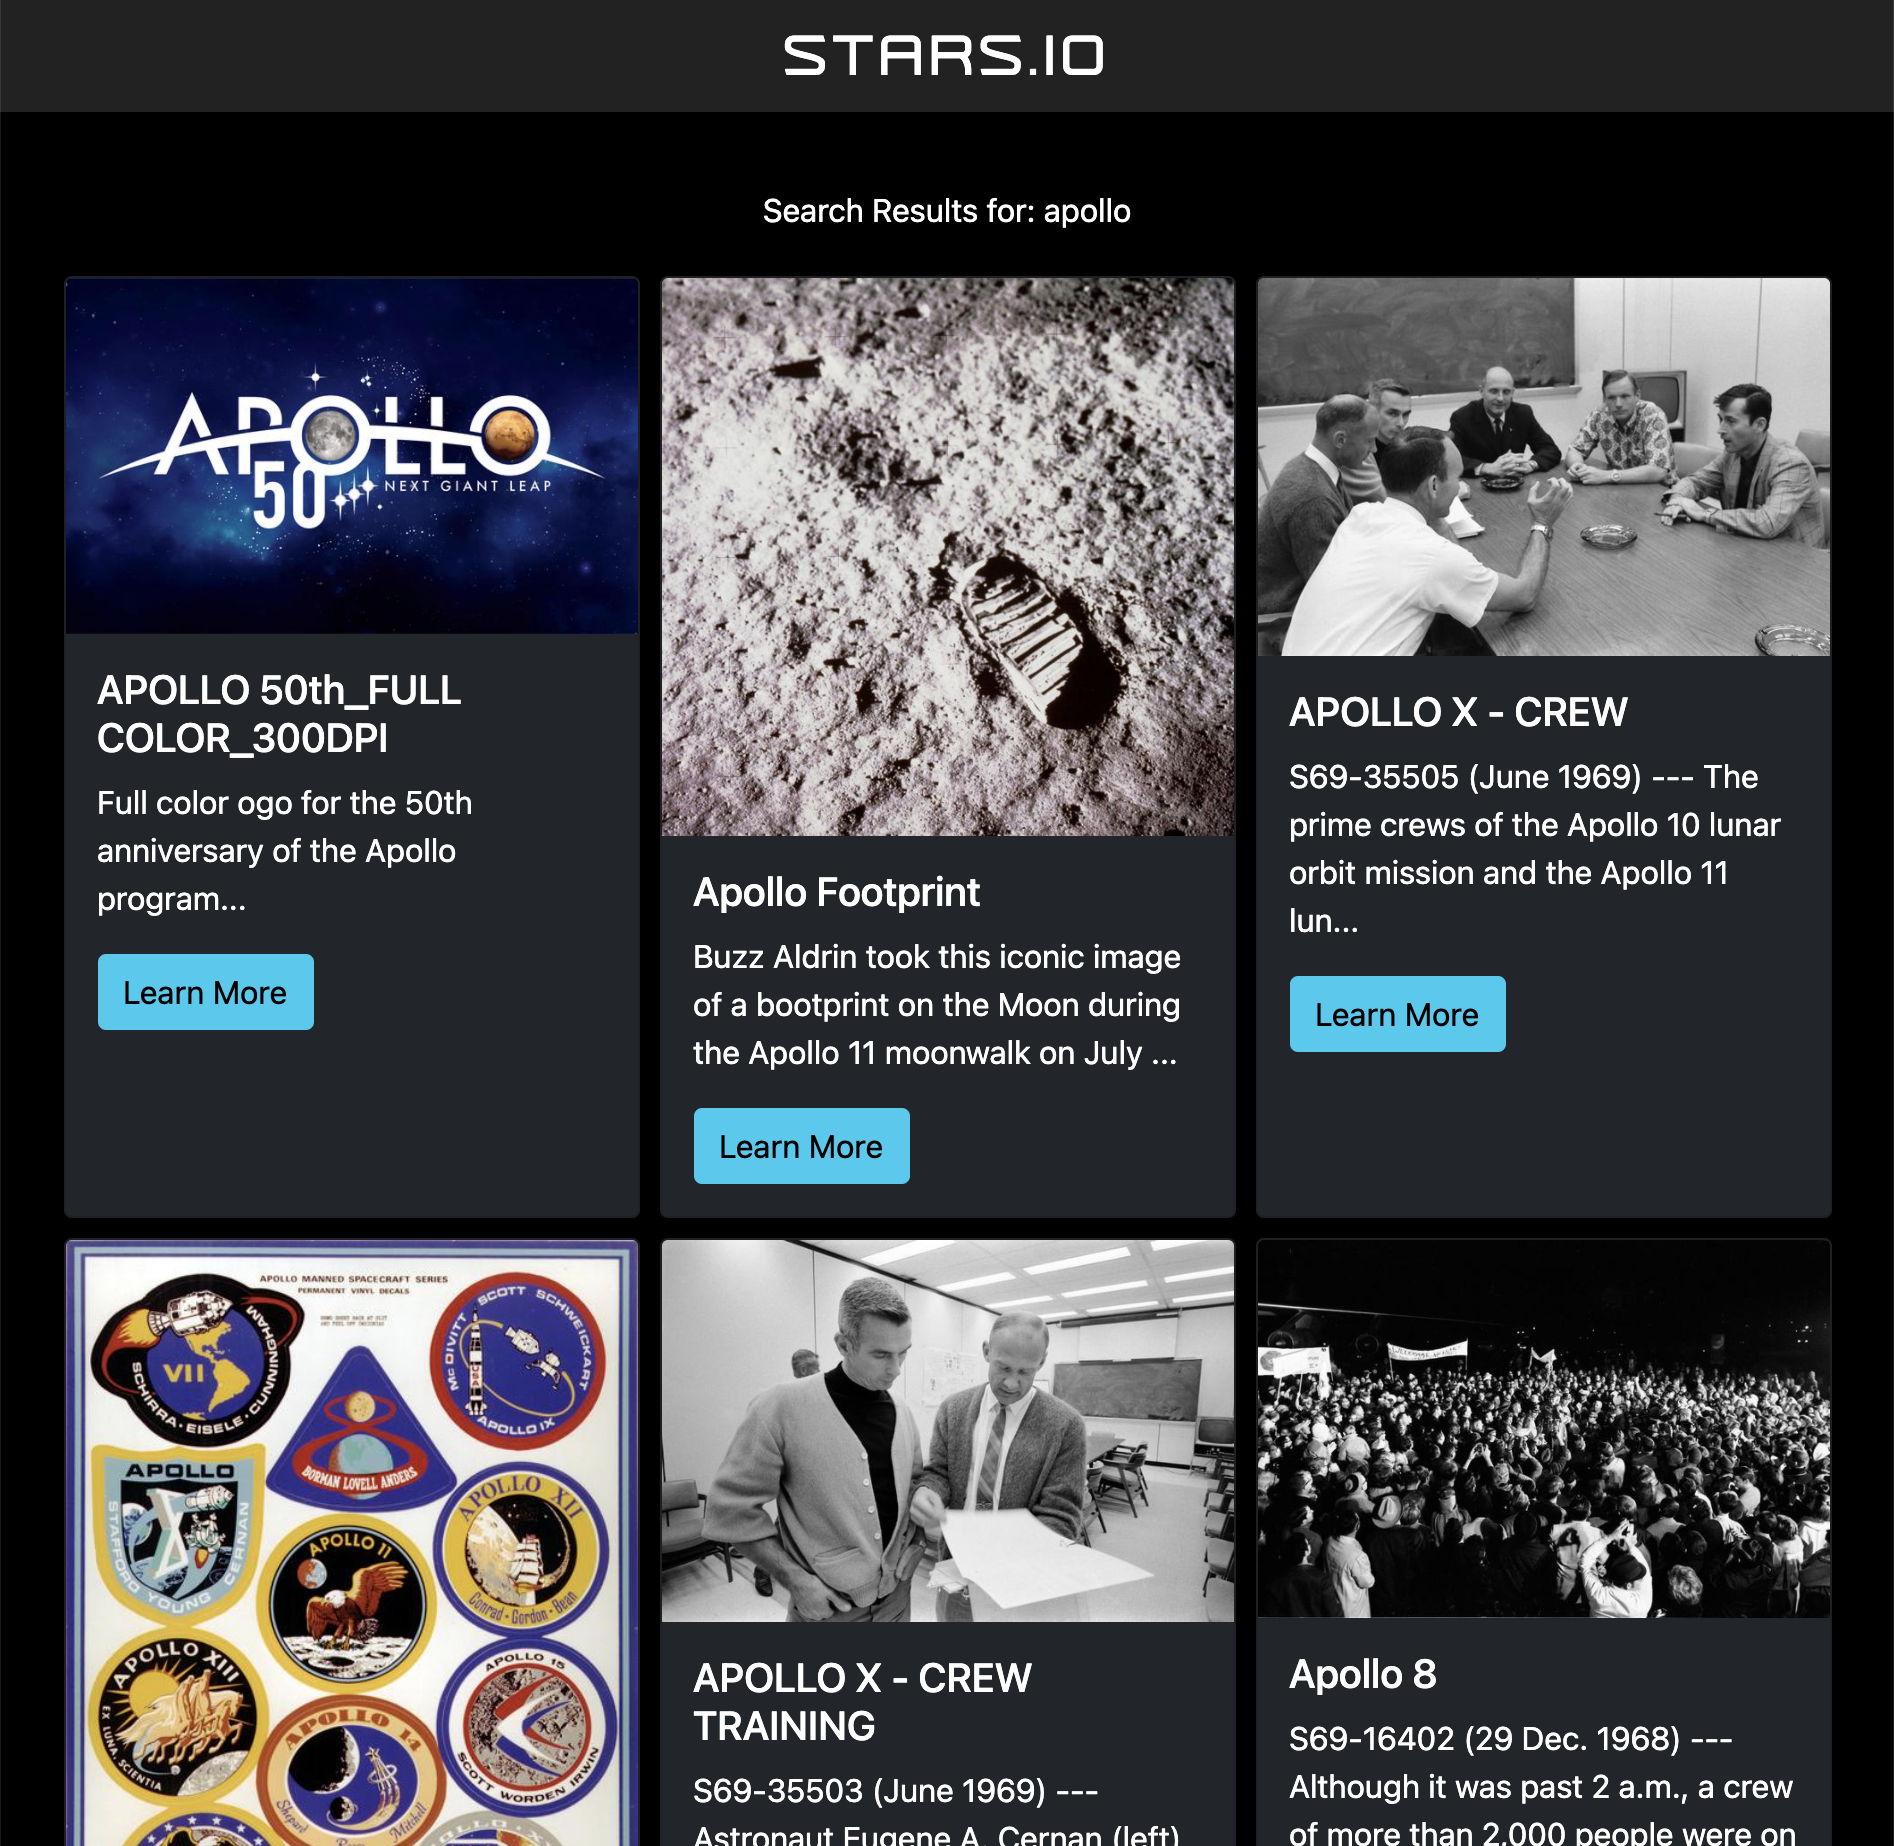 STARS.IO
Search Results for: apollo
APOLLO
50
NEXT GIANT LEAP
APOLLO 50th_FULL
COLOR_300DPI
Full color ogo for the 50th
anniversary of the Apollo
program...
Learn More
Apollo Footprint
Buzz Aldrin took this iconic image
of a bootprint on the Moon during
the Apollo 11 moonwalk on July ...
Learn More
APOLLO X - CREW
S69-35505 (June 1969) --- The
prime crews of the Apollo 10 lunar
orbit mission and the Apollo 11
lun...
Learn More
APOLLO MANNED SPACECRAFT SERIES
PERMANENT VINYL DECALS
VII
SCHIRRA · EISELE · CUNNINGHAM
McDIVITT SCOTT SCHWEICKART
USA
APOLLO IX
BORMAN LOVELL ANDERS
APOLLO
STAFFORD YOUNG CERNAN
APOLLO XII
Conrad · Gordon · Bean
APOLLO 11
APOLLO XIII
EX LUNA, SCIENTIA
APOLLO 15
SCOTT WORDEN IRWIN
APOLLO 14
Shepard Mitchell
APOLLO X - CREW
TRAINING
S69-35503 (June 1969) ---
Astronaut Eugene A. Cernan (left)
Apollo 8
S69-16402 (29 Dec. 1968) ---
Although it was past 2 a.m., a crew
of more than 2,000 people were on